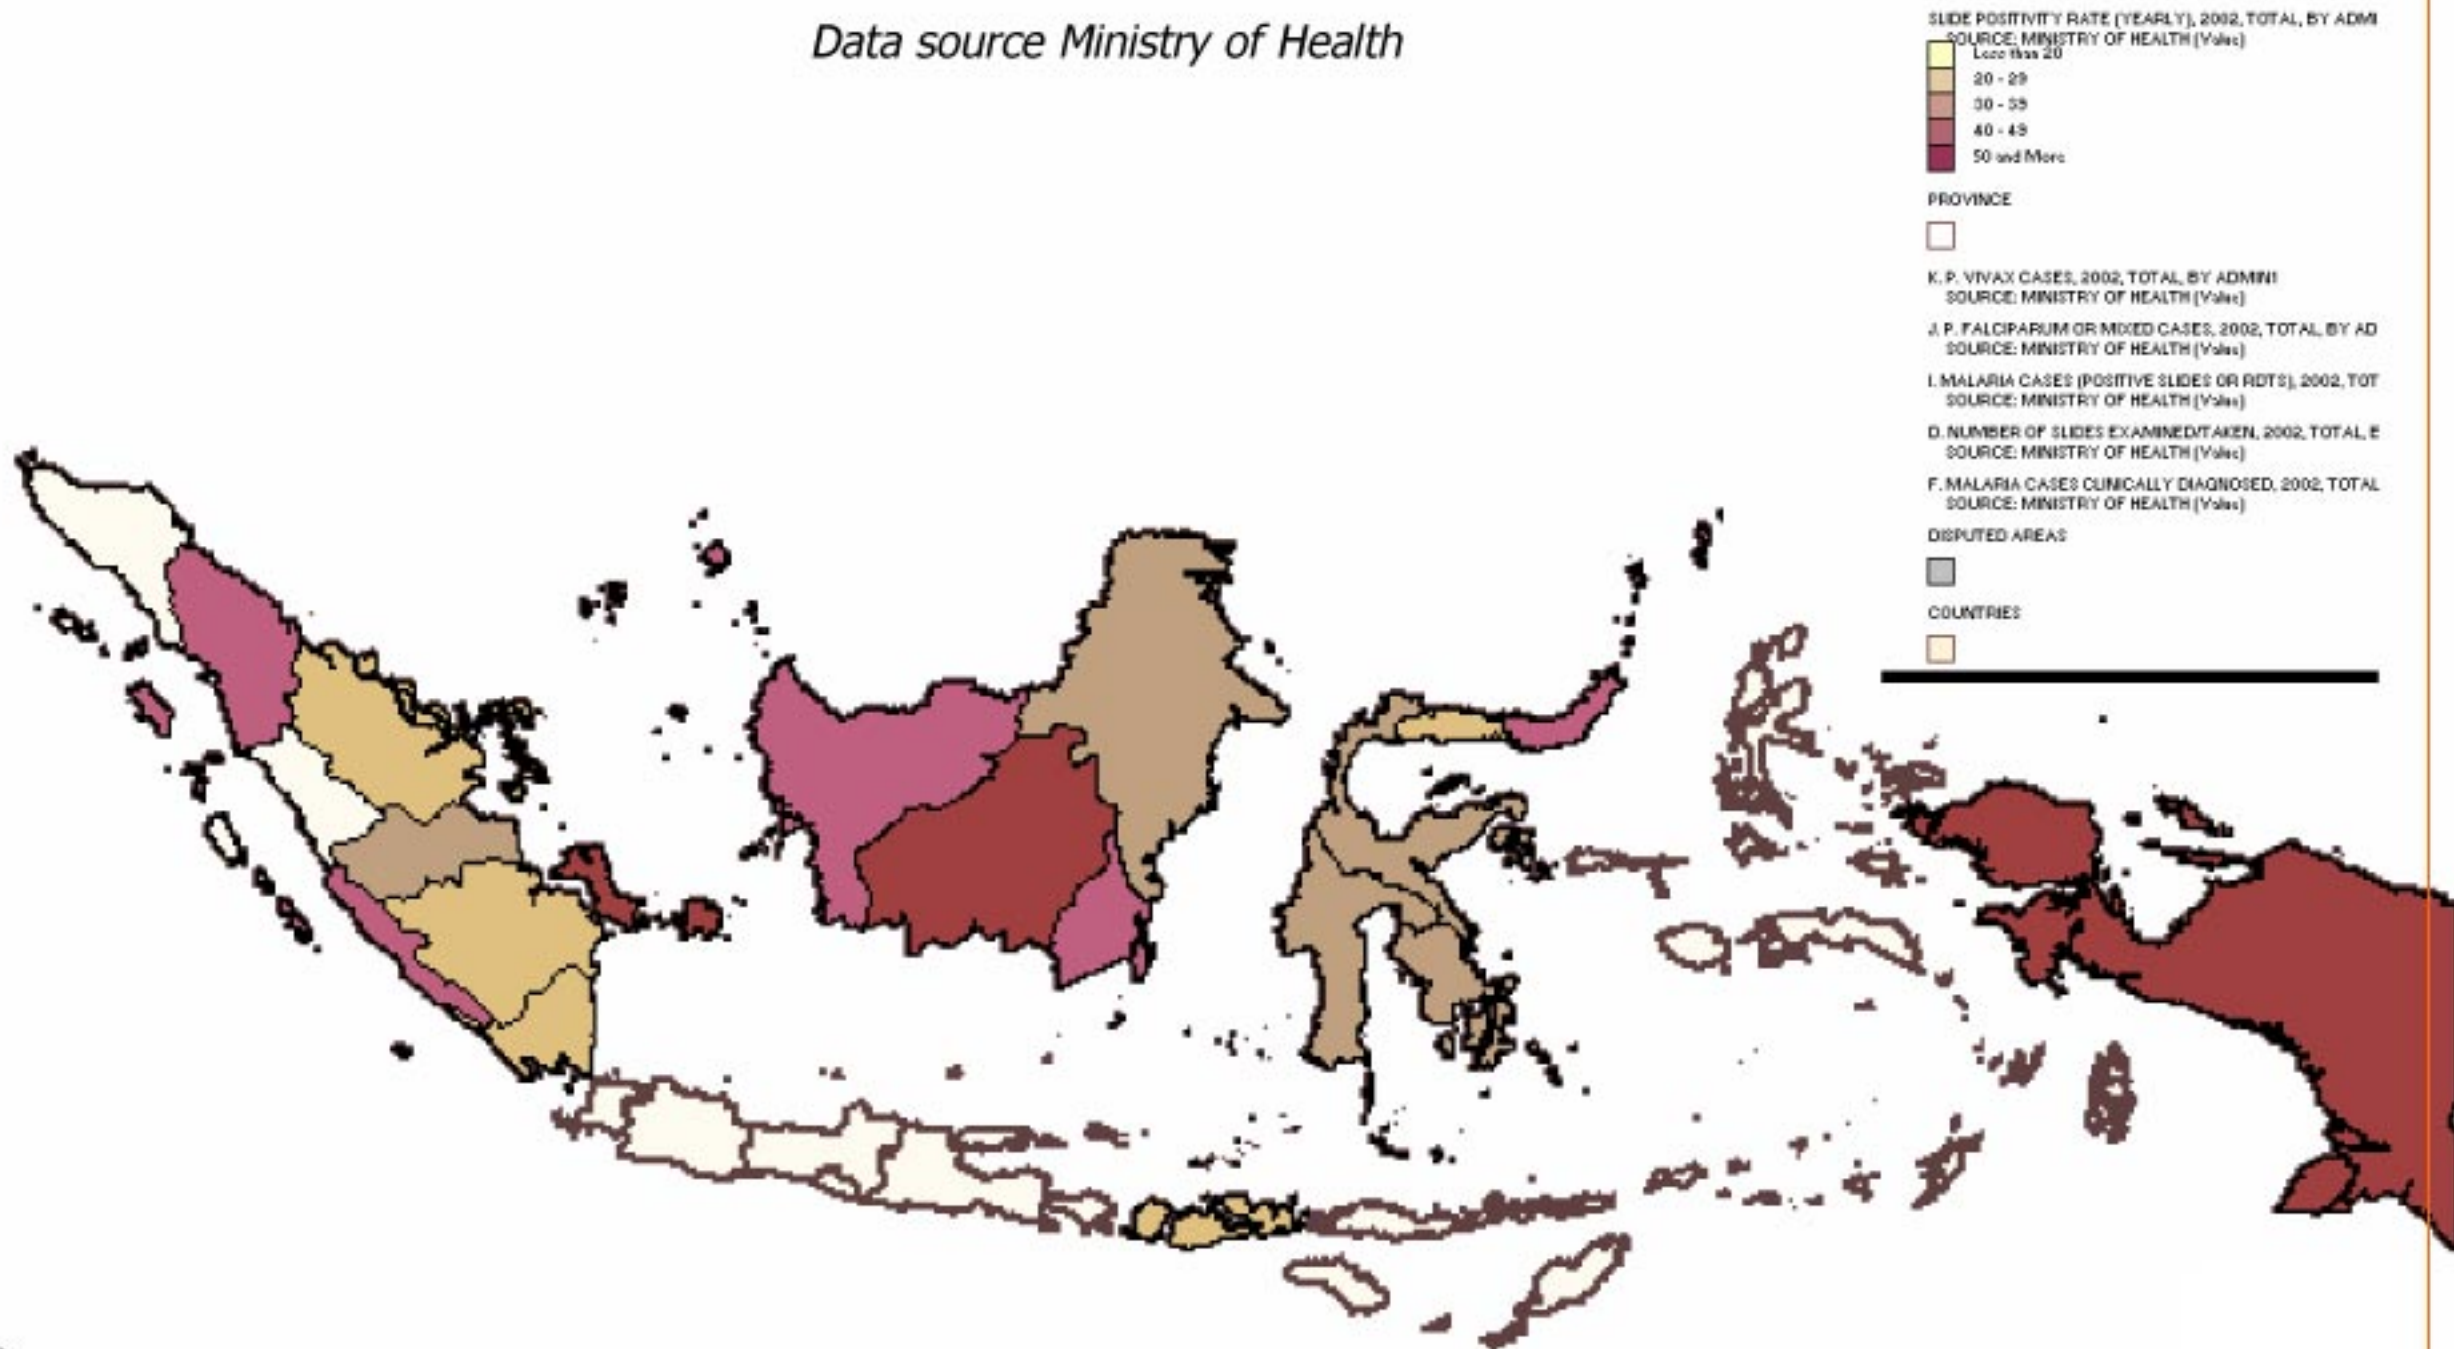 Data source Ministry of Health
SLIDE POSITIVITY RATE (YEARLY), 2002, TOTAL, BY ADMI
SOURCE: MINISTRY OF HEALTH (Value)
Less than 20
20 - 29
30 - 39
40 - 49
50 and More
PROVINCE
K. P. VIVAX CASES, 2002, TOTAL, BY ADMIN1
SOURCE: MINISTRY OF HEALTH (Value)
J. P. FALCIPARUM OR MIXED CASES, 2002, TOTAL, BY AD
SOURCE: MINISTRY OF HEALTH (Value)
I. MALARIA CASES (POSITIVE SLIDES OR RDTS), 2002, TOT
SOURCE: MINISTRY OF HEALTH (Value)
D. NUMBER OF SLIDES EXAMINED/TAKEN, 2002, TOTAL, E
SOURCE: MINISTRY OF HEALTH (Value)
F. MALARIA CASES CLINICALLY DIAGNOSED, 2002, TOTAL
SOURCE: MINISTRY OF HEALTH (Value)
DISPUTED AREAS
COUNTRIES